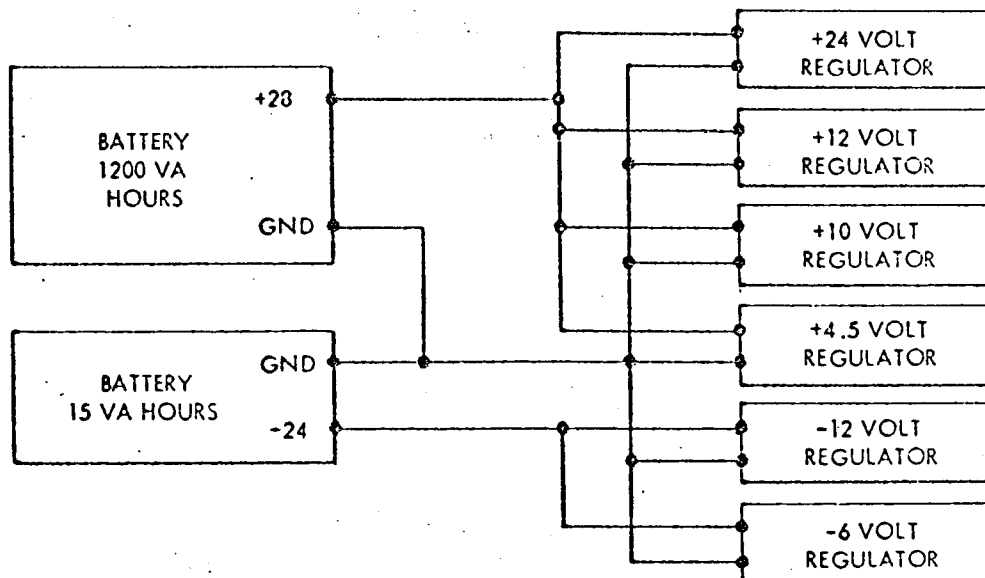 +24 VOLT
REGULATOR
+28
BATTERY
1200 VA
HOURS
GND
+12 VOLT
REGULATOR
+10 VOLT
REGULATOR
GND
BATTERY
15 VA HOURS
-24
+4.5 VOLT
REGULATOR
-12 VOLT
REGULATOR
-6 VOLT
REGULATOR